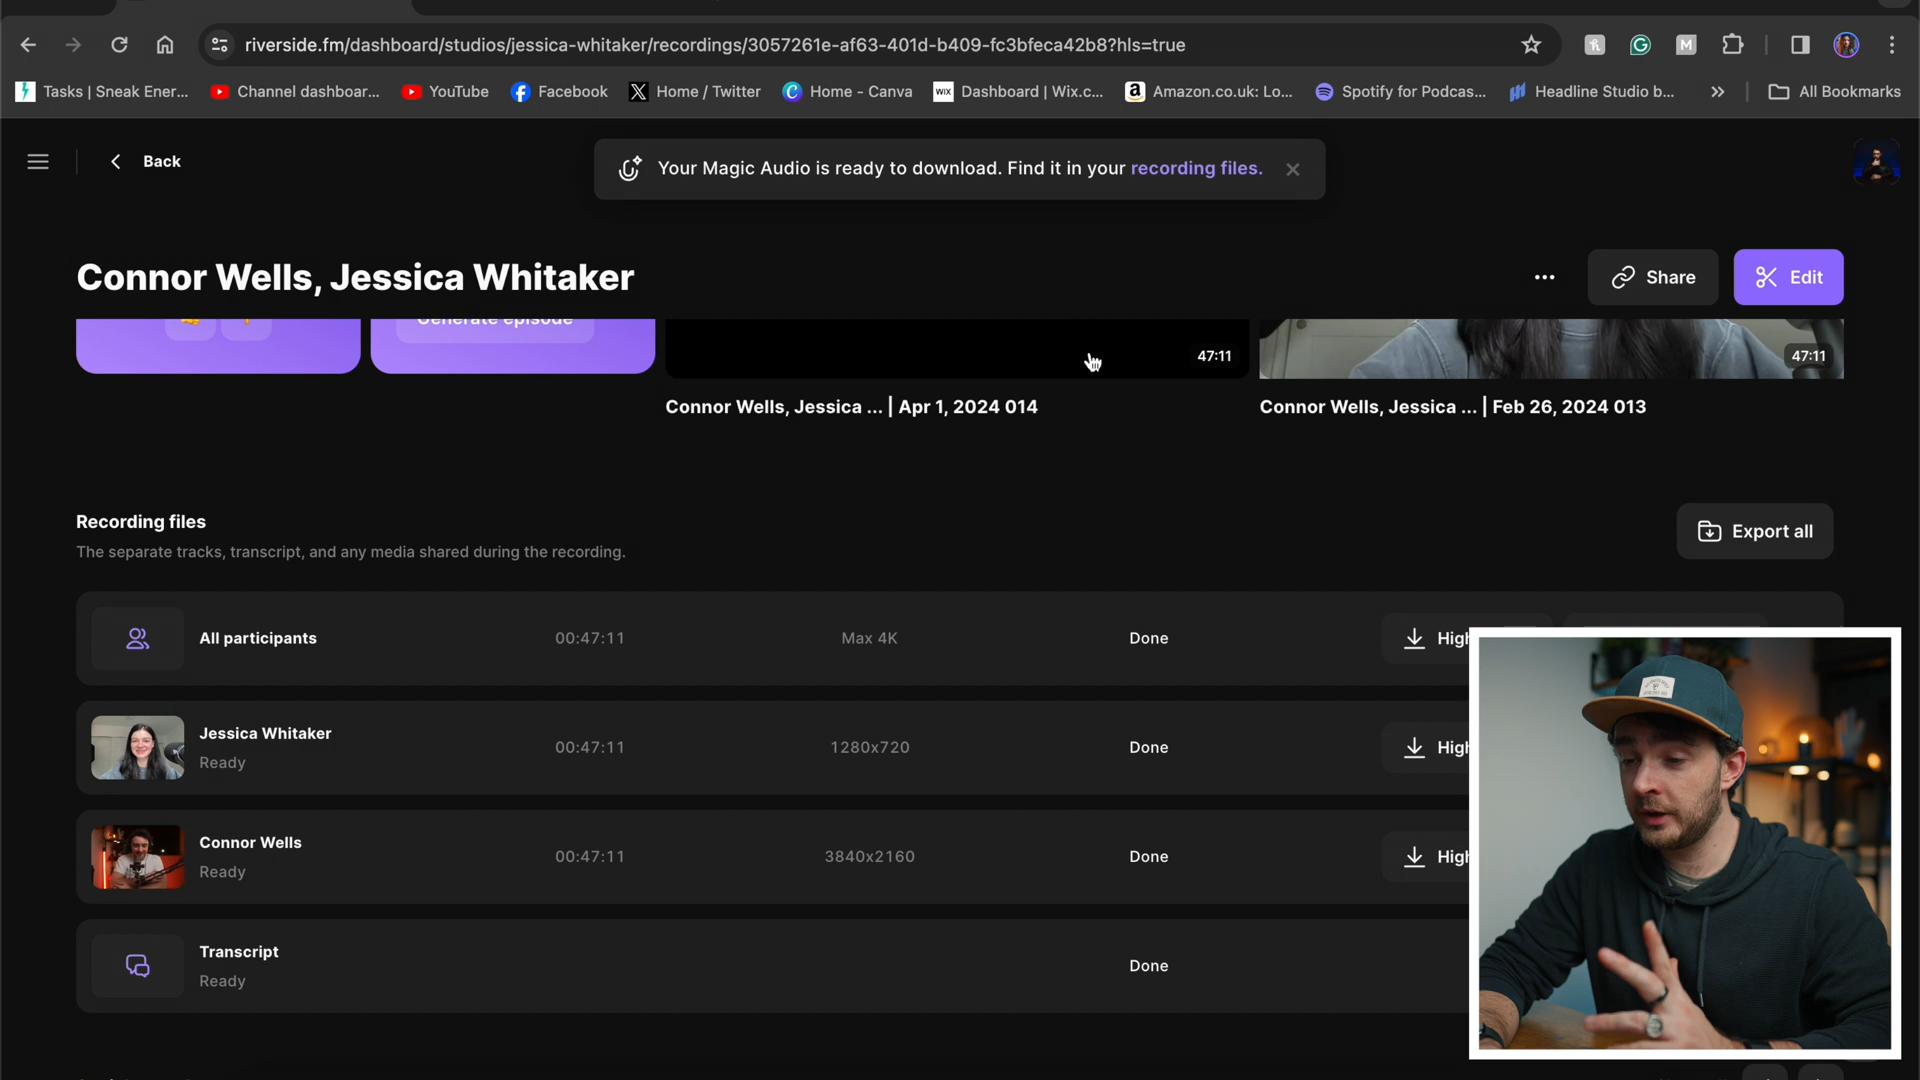 riverside.fm/dashboard/studios/jessica-whitaker/recordings/3057261e-af63-401d-b409-fc3bfeca42b8?hls=true
Tasks | Sneak Ener...
Channel dashboar...
YouTube
Facebook
Home / Twitter
Home - Canva
WIX
Dashboard | Wix.c...
Amazon.co.uk: Lo...
Spotify for Podcas...
Headline Studio b...
All Bookmarks
Back
Your Magic Audio is ready to download. Find it in your recording files.
Connor Wells, Jessica Whitaker
Share
Edit
Generate episode
47:11
47:11
Connor Wells, Jessica ... | Apr 1, 2024 014
Connor Wells, Jessica ... | Feb 26, 2024 013
Recording files
The separate tracks, transcript, and any media shared during the recording.
Export all
All participants
00:47:11
Max 4K
Done
High
Jessica Whitaker
Ready
00:47:11
1280x720
Done
High
Connor Wells
Ready
00:47:11
3840x2160
Done
High
Transcript
Ready
Done